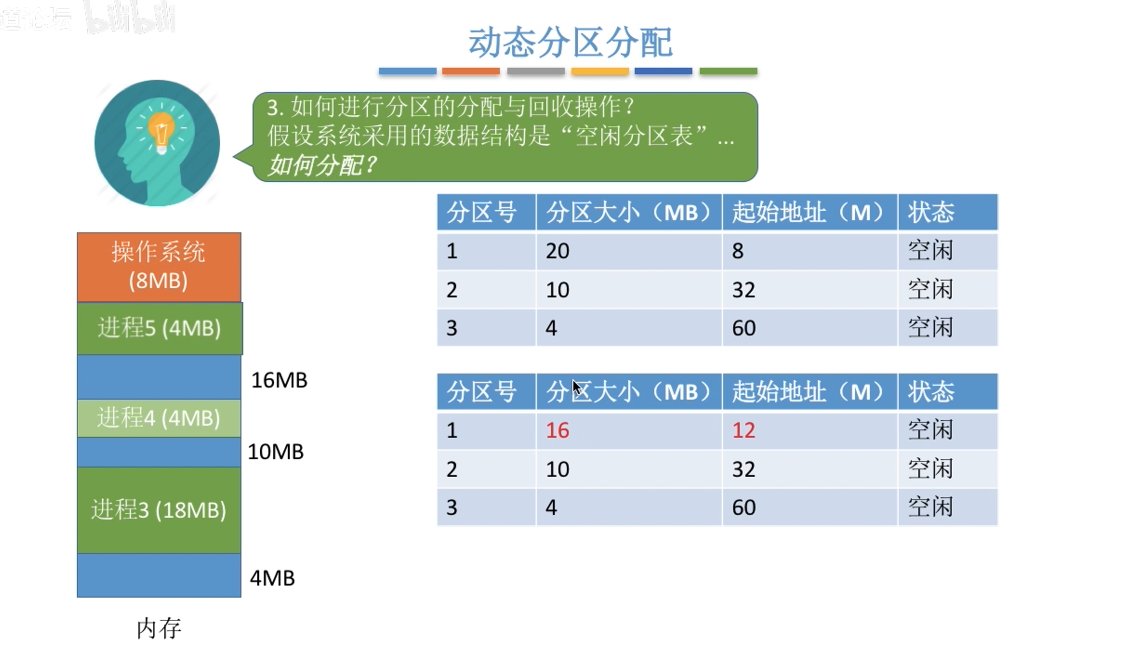 bilibili
动态分区分配
3. 如何进行分区的分配与回收操作？
假设系统采用的数据结构是“空闲分区表”...
如何分配？
分区号 分区大小（MB） 起始地址（M） 状态
1 20 8 空闲
2 10 32 空闲
3 4 60 空闲
分区号 分区大小（MB） 起始地址（M） 状态
1 16 12 空闲
2 10 32 空闲
3 4 60 空闲
操作系统
(8MB)
进程5 (4MB)
16MB
进程4 (4MB)
10MB
进程3 (18MB)
4MB
内存